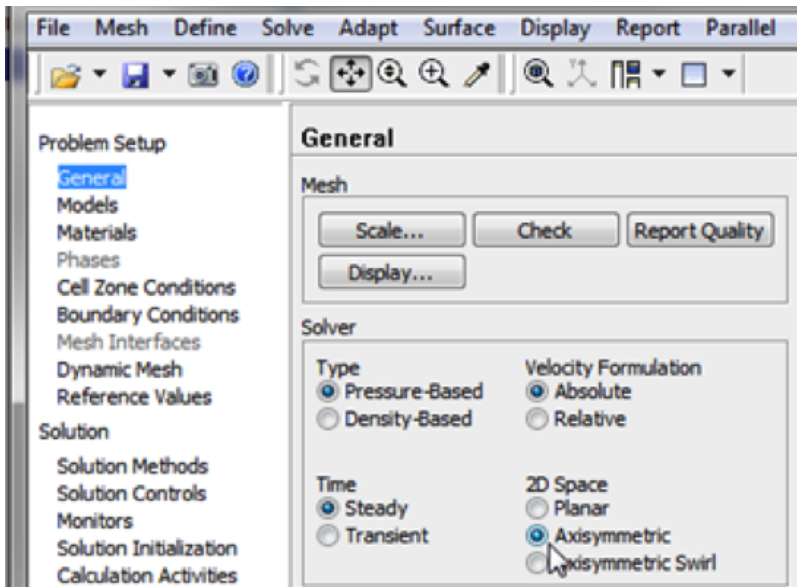 File Mesh Define Solve Adapt Surface Display Report Parallel
Problem Setup
General
Models
Materials
Phases
Cell Zone Conditions
Boundary Conditions
Mesh Interfaces
Dynamic Mesh
Reference Values
Solution
Solution Methods
Solution Controls
Monitors
Solution Initialization
Calculation Activities
General
Mesh
Scale... Check Report Quality
Display...
Solver
Type
Pressure-Based
Density-Based
Velocity Formulation
Absolute
Relative
Time
Steady
Transient
2D Space
Planar
Axisymmetric
Axisymmetric Swirl